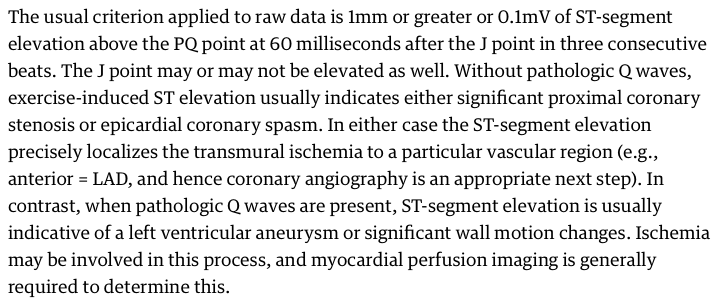 The usual criterion applied to raw data is 1mm or greater or 0.1mV of ST-segment
elevation above the PQ point at 60 milliseconds after the J point in three consecutive
beats. The J point may or may not be elevated as well. Without pathologic Q waves,
exercise-induced ST elevation usually indicates either significant proximal coronary
stenosis or epicardial coronary spasm. In either case the ST-segment elevation
precisely localizes the transmural ischemia to a particular vascular region (e.g.,
anterior = LAD, and hence coronary angiography is an appropriate next step). In
contrast, when pathologic Q waves are present, ST-segment elevation is usually
indicative of a left ventricular aneurysm or significant wall motion changes. Ischemia
may be involved in this process, and myocardial perfusion imaging is generally
required to determine this.